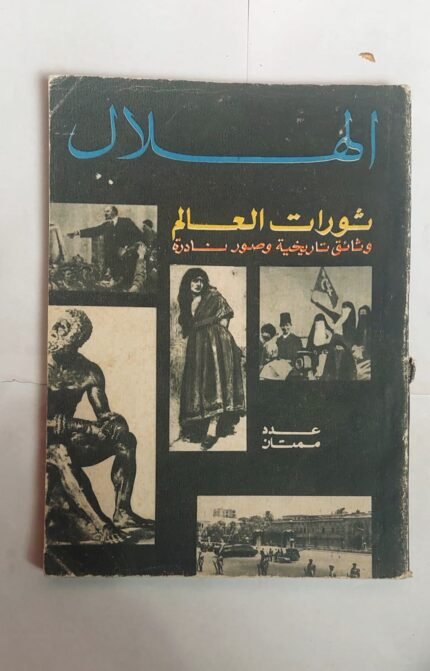 الهلال
ثورات العالم
وثائق تاريخية وصور نادرة
عدد
ممتاز